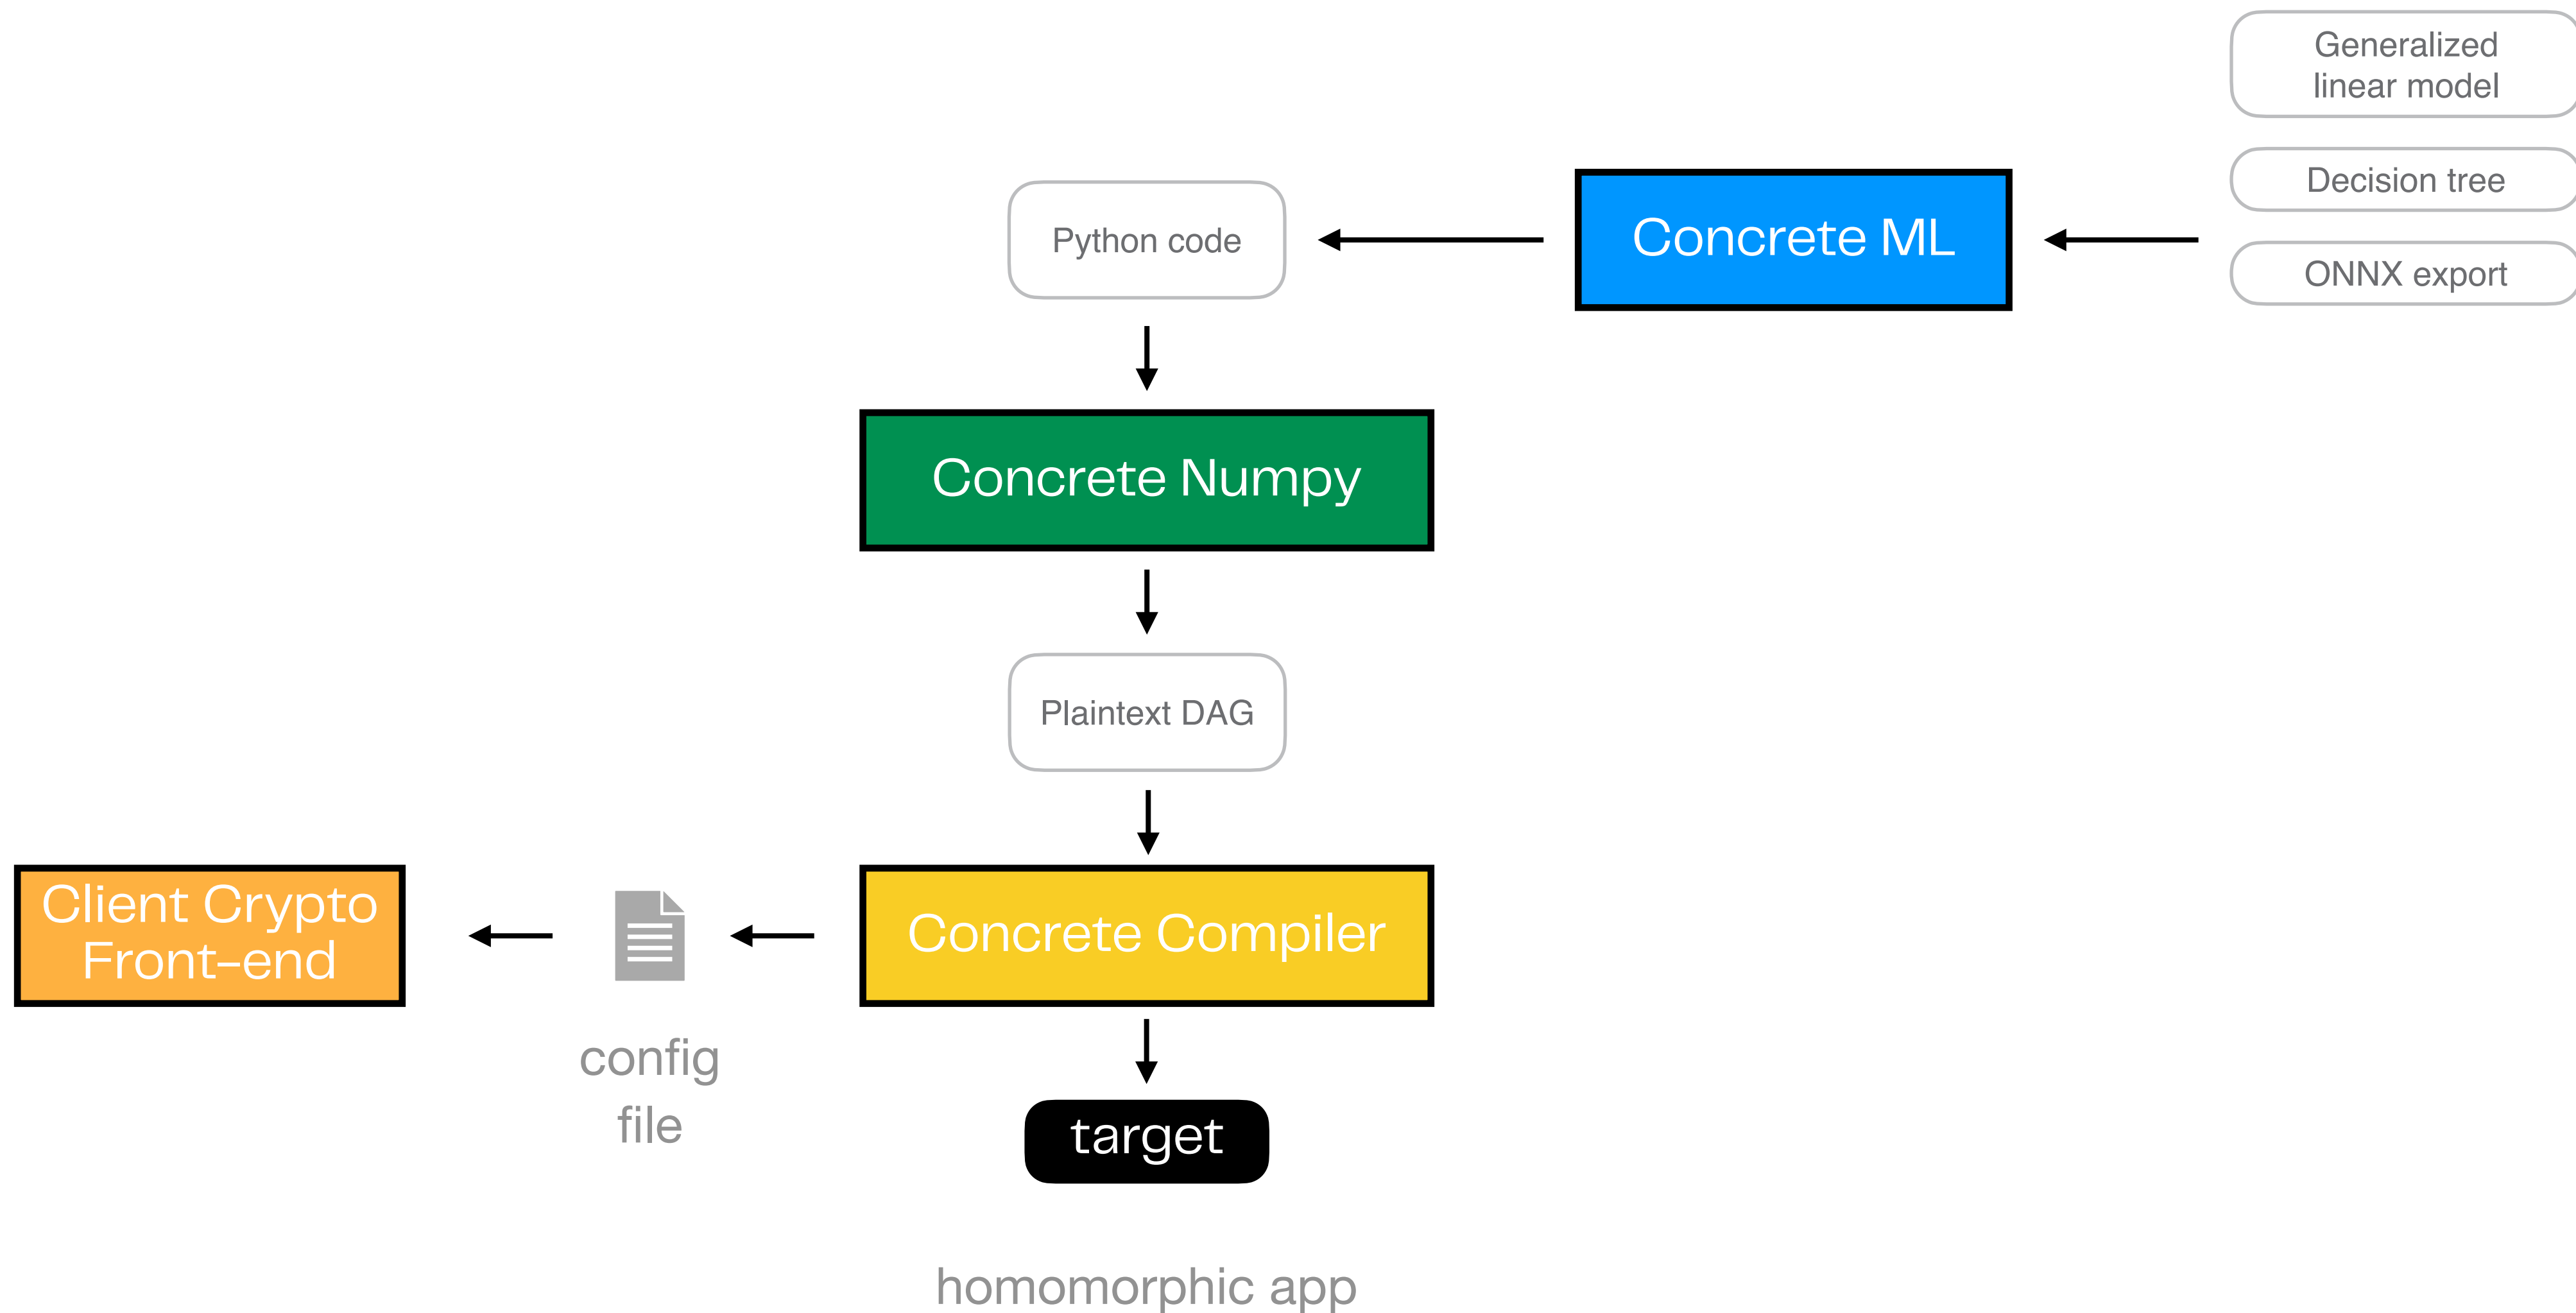 Generalized
linear model
Decision tree
ONNX export
Concrete ML
Python code
Concrete Numpy
Plaintext DAG
Concrete Compiler
config
file
Client Crypto
Front-end
target
homomorphic app